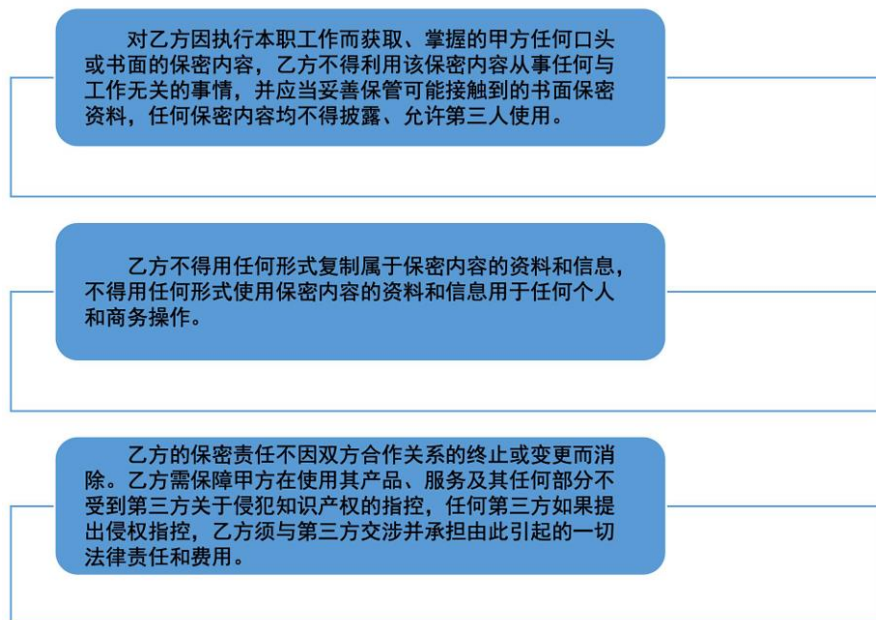 对乙方因执行本职工作而获取、掌握的甲方任何口头
或书面的保密内容，乙方不得利用该保密内容从事任何与
工作无关的事情，并应当妥善保管可能接触到的书面保密
资料，任何保密内容均不得披露、允许第三人使用。
乙方不得用任何形式复制属于保密内容的资料和信息，
不得用任何形式使用保密内容的资料和信息用于任何个人
和商务操作。
乙方的保密责任不因双方合作关系的终止或变更而消
除。乙方需保障甲方在使用其产品、服务及其任何部分不
受到第三方关于侵犯知识产权的指控，任何第三方如果提
出侵权指控，乙方须与第三方交涉并承担由此引起的一切
法律责任和费用。